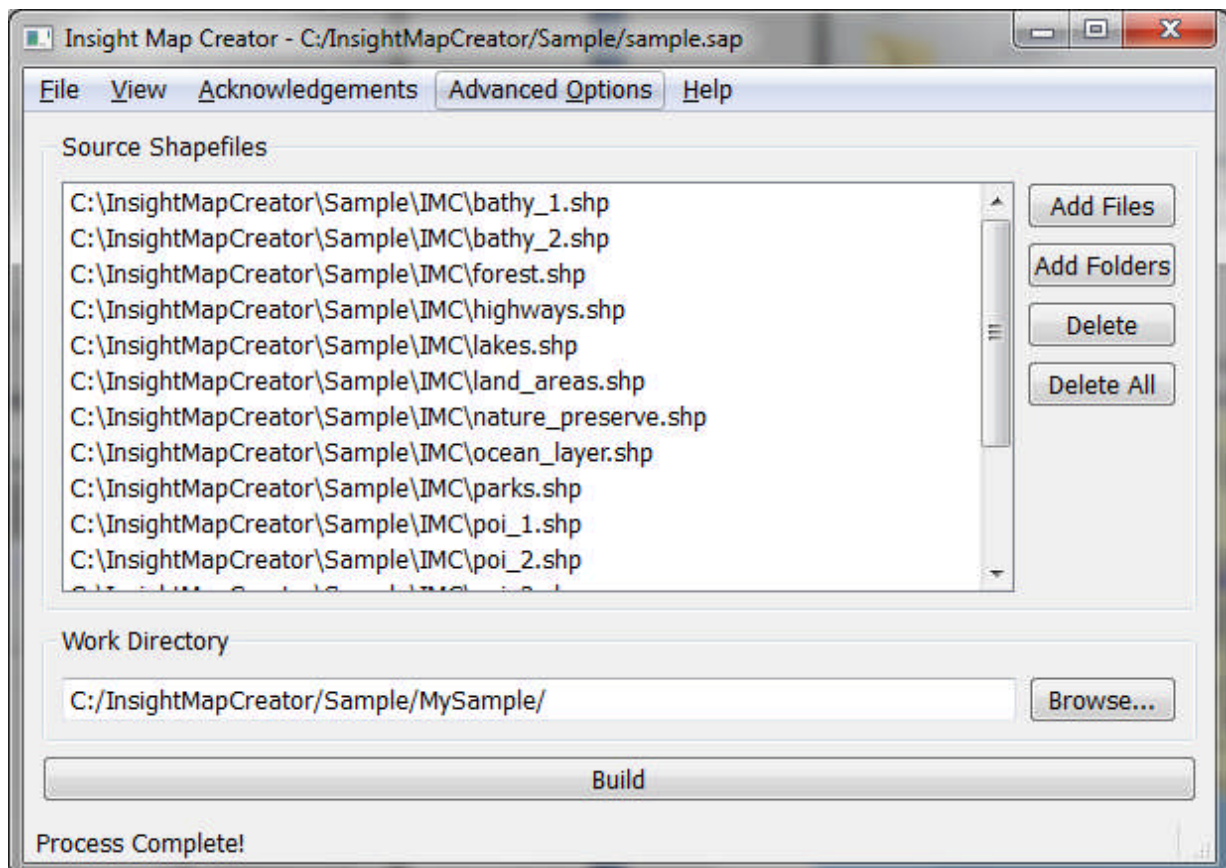 Insight Map Creator - C:/InsightMapCreator/Sample/sample.sap
File View Acknowledgements Advanced Options Help
Source Shapefiles
C:\InsightMapCreator\Sample\IMC\bathy_1.shp
C:\InsightMapCreator\Sample\IMC\bathy_2.shp
C:\InsightMapCreator\Sample\IMC\forest.shp
C:\InsightMapCreator\Sample\IMC\highways.shp
C:\InsightMapCreator\Sample\IMC\lakes.shp
C:\InsightMapCreator\Sample\IMC\land_areas.shp
C:\InsightMapCreator\Sample\IMC\nature_preserve.shp
C:\InsightMapCreator\Sample\IMC\ocean_layer.shp
C:\InsightMapCreator\Sample\IMC\parks.shp
C:\InsightMapCreator\Sample\IMC\poi_1.shp
C:\InsightMapCreator\Sample\IMC\poi_2.shp
Add Files
Add Folders
Delete
Delete All
Work Directory
C:/InsightMapCreator/Sample/MySample/
Browse...
Build
Process Complete!